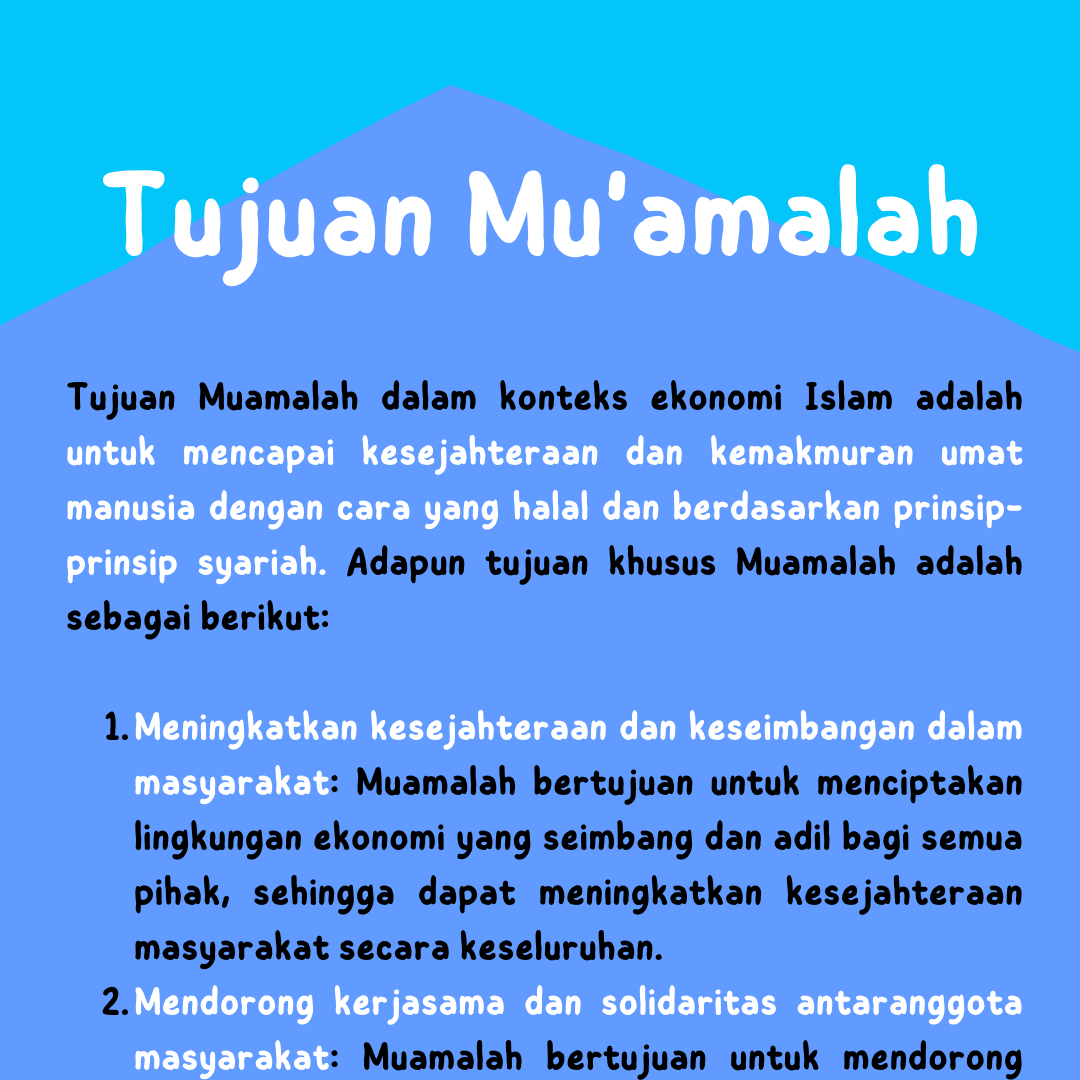 Tujuan Mu'amalah
Tujuan Muamalah dalam konteks ekonomi Islam adalah
untuk mencapai kesejahteraan dan kemakmuran umat
manusia dengan cara yang halal dan berdasarkan prinsip-
prinsip syariah. Adapun tujuan khusus Muamalah adalah
sebagai berikut:
1. Meningkatkan kesejahteraan dan keseimbangan dalam
masyarakat: Muamalah bertujuan untuk menciptakan
lingkungan ekonomi yang seimbang dan adil bagi semua
pihak, sehingga dapat meningkatkan kesejahteraan
masyarakat secara keseluruhan.
2. Mendorong kerjasama dan solidaritas antaranggota
masyarakat: Muamalah bertujuan untuk mendorong